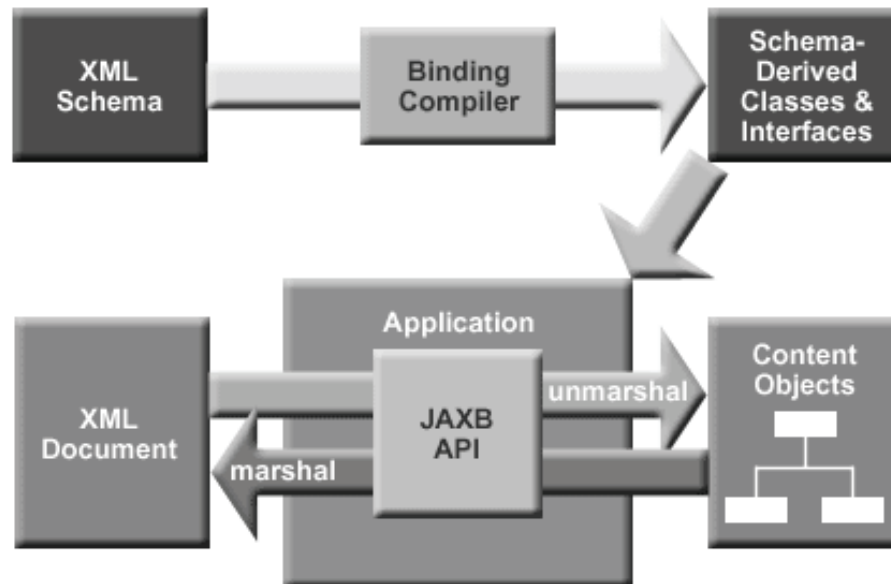 XML
Schema
Binding
Compiler
Schema-
Derived
Classes &
Interfaces
Application
XML
Document
JAXB
API
unmarshal
marshal
Content
Objects